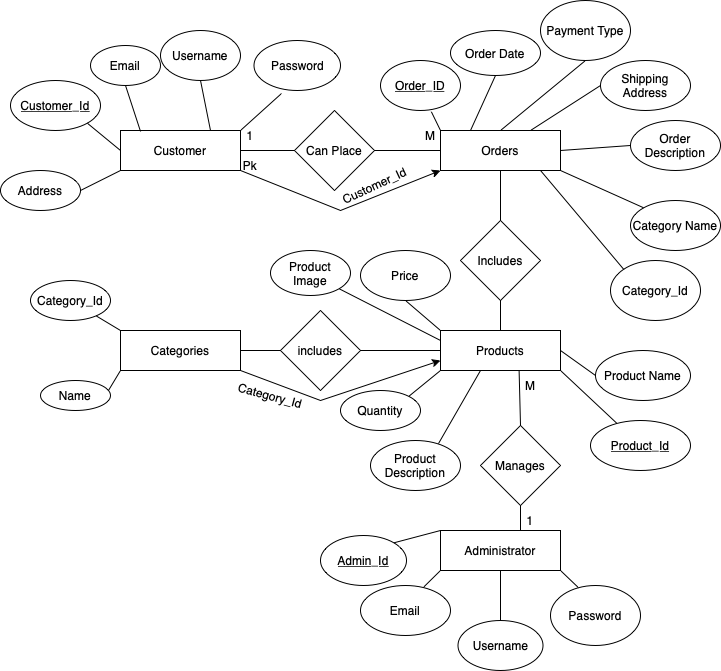 Payment Type
Order Date
Username
Email
Password
Shipping
Address
Order_ID
Customer_Id
1
M
Order
Description
Customer
Can Place
Orders
Pk
Customer_Id
Address
Category Name
Includes
Product
Image
Price
Category_Id
Category_Id
Categories
includes
Products
Product Name
M
Category_Id
Name
Quantity
Product_Id
Product
Description
Manages
1
Administrator
Admin_Id
Email
Password
Username